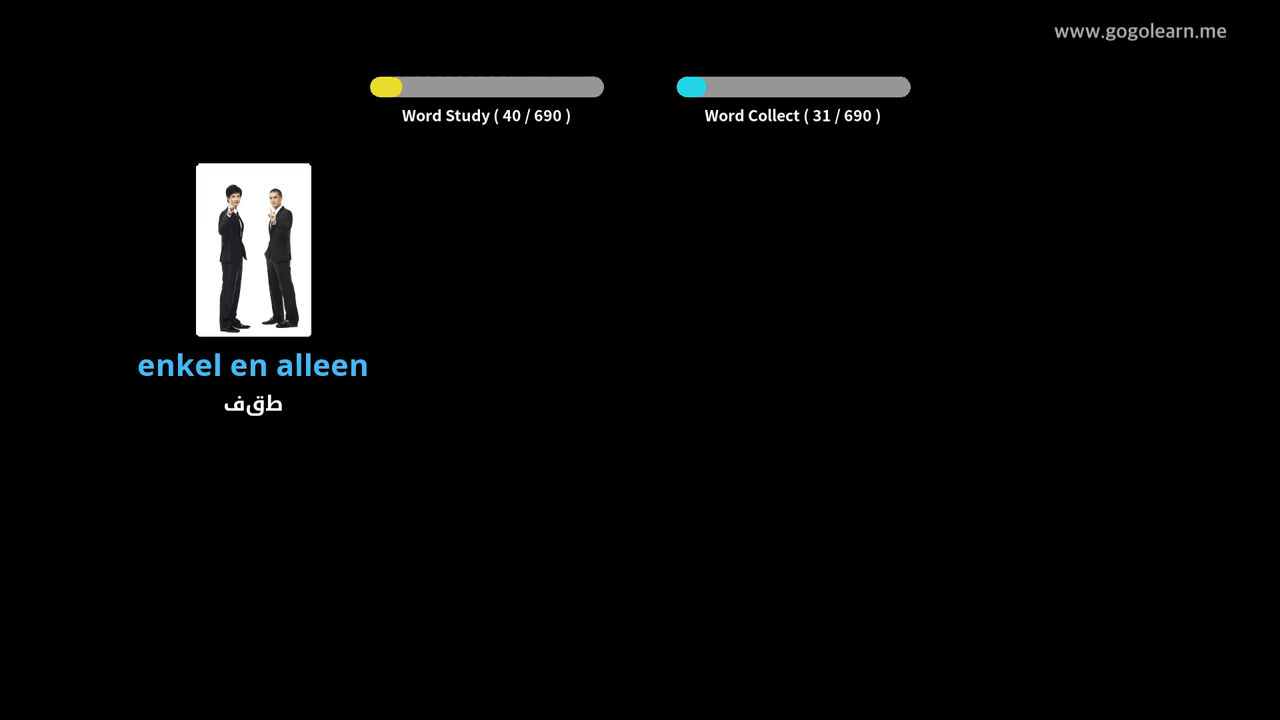 www.gogolearn.me
Word Study ( 40 / 690 )
Word Collect ( 31 / 690 )
enkel en alleen
طقف